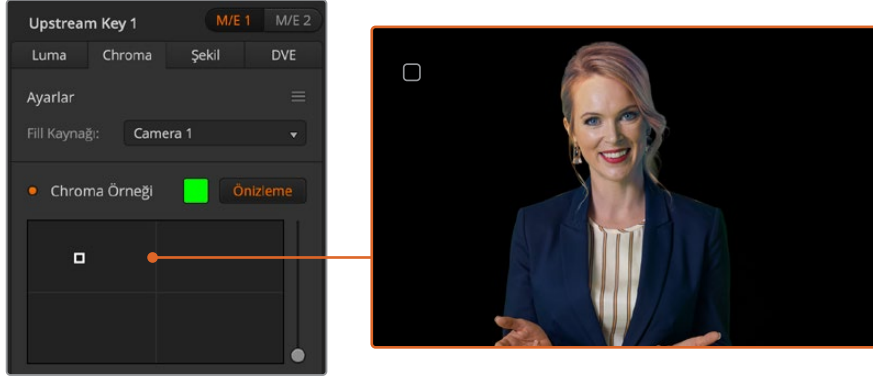 Upstream Key 1 M/E 1 M/E 2
Luma Chroma Şekil DVE
Ayarlar
Fill Kaynağı: Camera 1
Chroma Örneği Önizleme